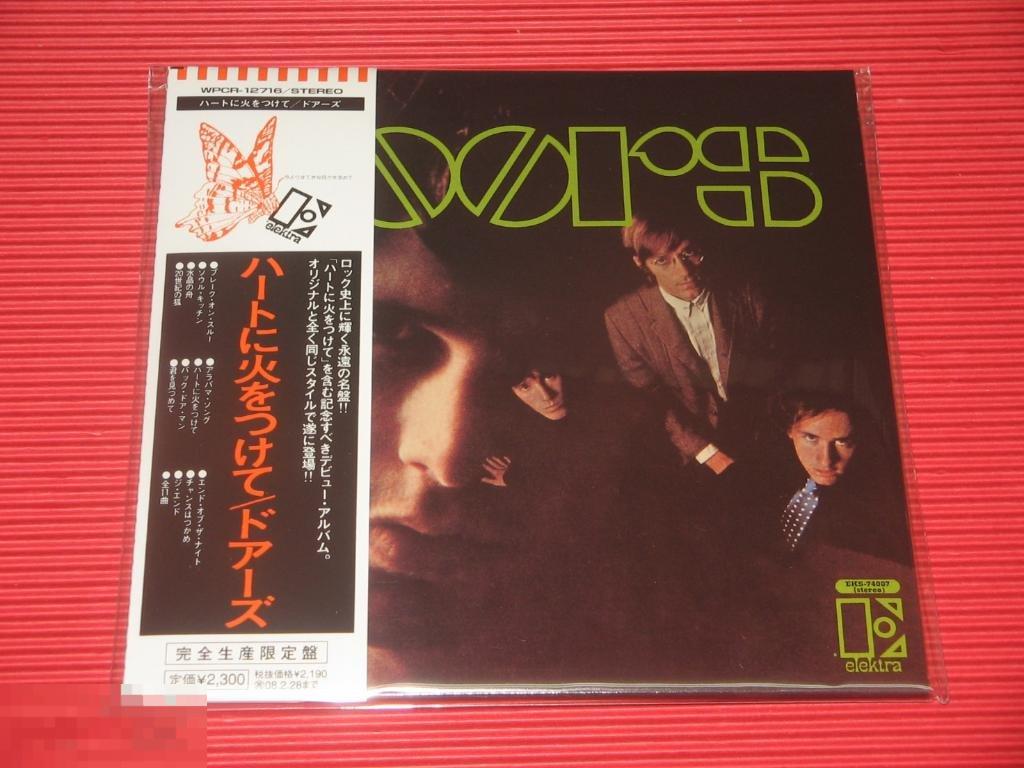 WPCR-12716/STEREO
ハートに火をつけて/ドアーズ
elektra
ロック史上に輝く永遠の名盤!!
「ハートに火をつけて」を含む記念すべきデビュー・アルバム。
オリジナルと全く同じスタイルで遂に登場!!
ハートに火をつけて/ドアーズ
●ブレーク・オン・スルー
●ソウル・キッチン
●水晶の舟
●20世紀の狐
●アラバマ・ソング
●ハートに火をつけて
●バック・ドア・マン
●君を見つめて
●エンド・オブ・ザ・ナイト
●チャンスはつかめ
●ジ・エンド
●全11曲
完全生産限定盤
定価¥2,300
税抜価格¥2,190
08.2.28まで
oors
EKS-74007
(stereo)
elektra